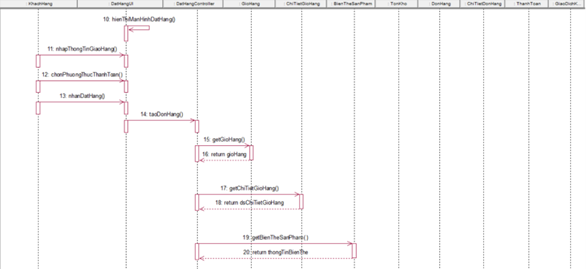 KhachHang DatHangUI : DatHangController : GioHang : ChiTietGioHang : BienTheSanPham : TonKho : DonHang : ChiTietDonHang : ThanhToan
10: hienThiManHinhDatHang()
11: nhapThongTinGiaoHang()
12: chonPhuongThucThanhToan()
13: nhanDatHang()
14: taoDonHang()
15: getGioHang()
16: return gioHang
17: getChiTietGioHang()
18: return dsChiTietGioHang
19: getBienTheSanPham()
20: return thongTinBienThe